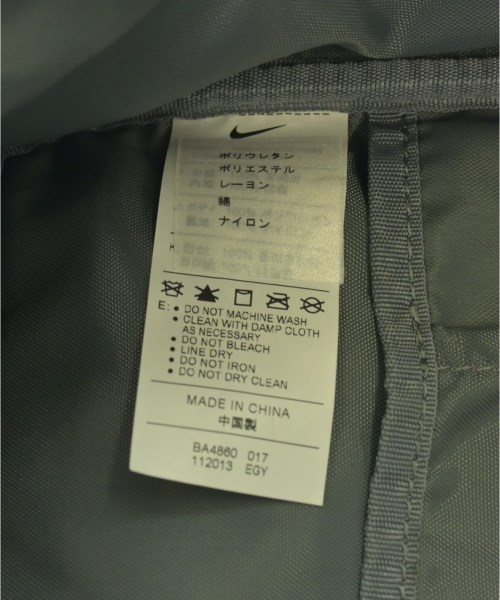 ポリウレタン
ポリエステル
レーヨン
綿
ナイロン
E: • DO NOT MACHINE WASH
• CLEAN WITH DAMP CLOTH
AS NECESSARY
• DO NOT BLEACH
• LINE DRY
• DO NOT IRON
• DO NOT DRY CLEAN
MADE IN CHINA
中国製
BA4860 017
112013 EGY